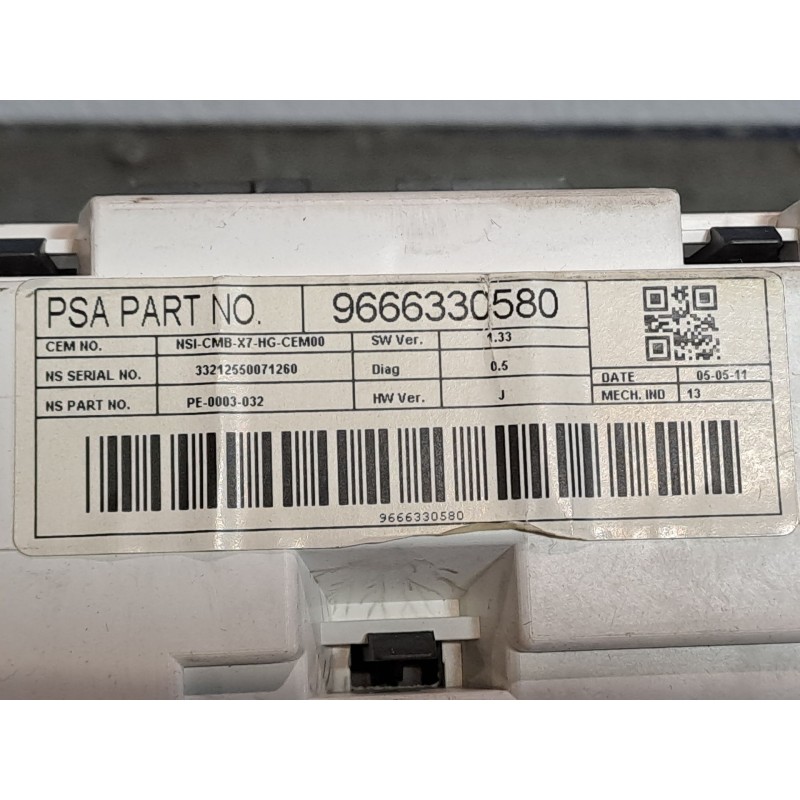 PSA PART NO. 9666330580
CEM NO. NSI-CMB-X7-HG-CEM00 SW Ver. 1.33
NS SERIAL NO. 33212550071260 Diag 0.5 DATE 05-05-11
NS PART NO. PE-0003-032 HW Ver. J MECH. IND 13
9666330580